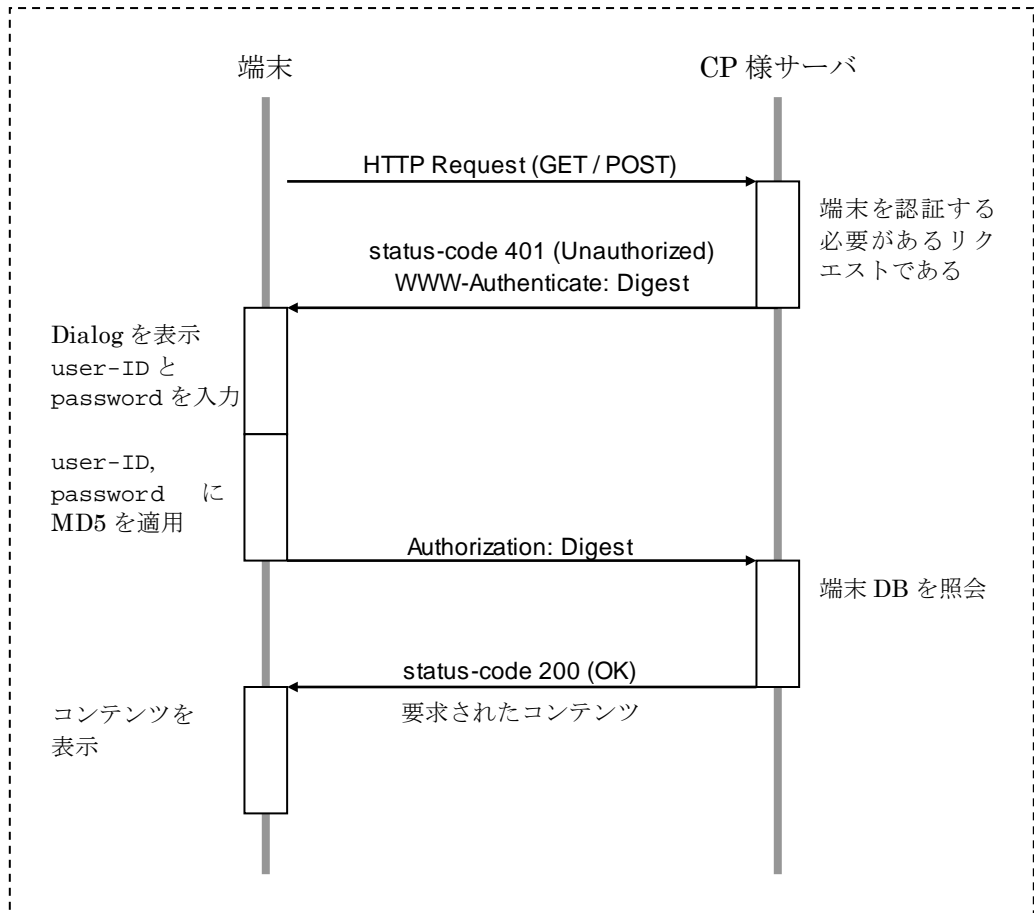 端末
CP 様サーバ
HTTP Request (GET / POST)
端末を認証する
必要があるリク
エストである
status-code 401 (Unauthorized)
WWW-Authenticate: Digest
Dialog を表示
user-ID と
password を入力
user-ID,
password に
MD5 を適用
Authorization: Digest
端末 DB を照会
status-code 200 (OK)
要求されたコンテンツ
コンテンツを
表示